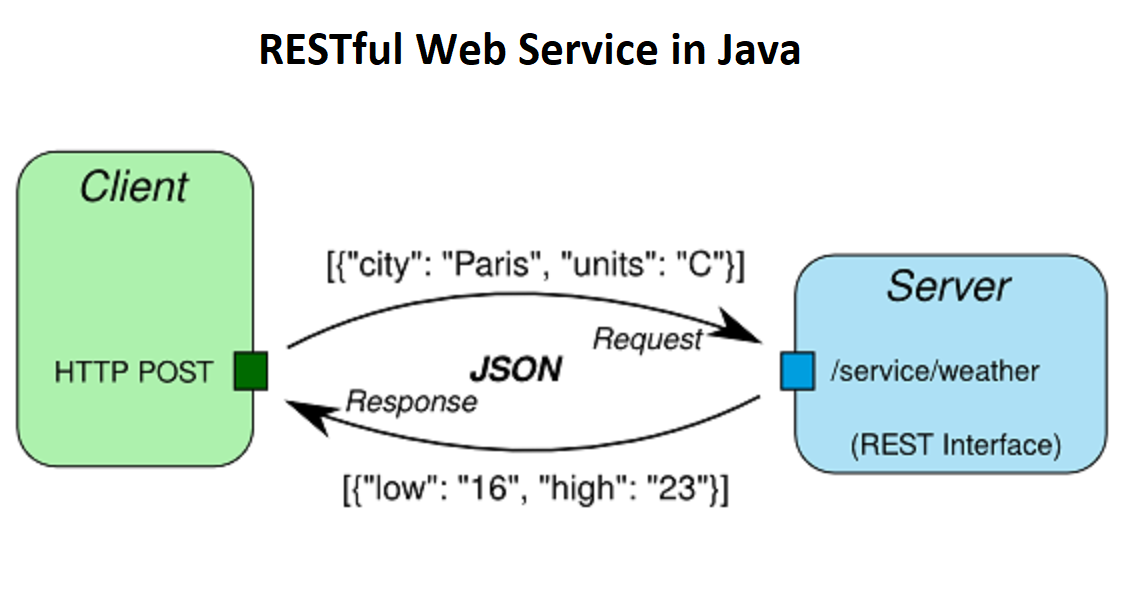 RESTful Web Service in Java
Client
HTTP POST
[{"city": "Paris", "units": "C"}]
Request
JSON
Response
[{"low": "16", "high": "23"}]
Server
/service/weather
(REST Interface)